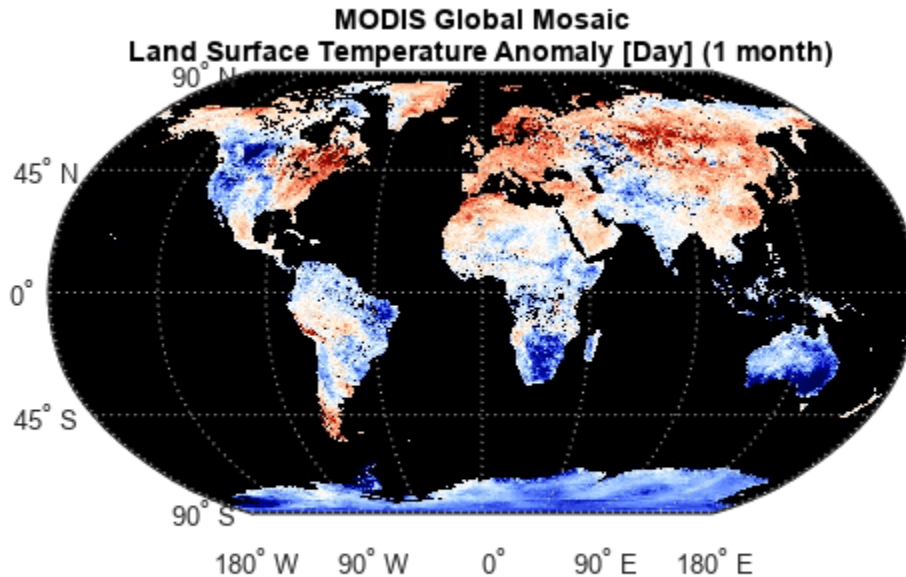 MODIS Global Mosaic
Land Surface Temperature Anomaly [Day] (1 month)
90° N
45° N
0°
45° S
90° S
180° W 90° W 0° 90° E 180° E